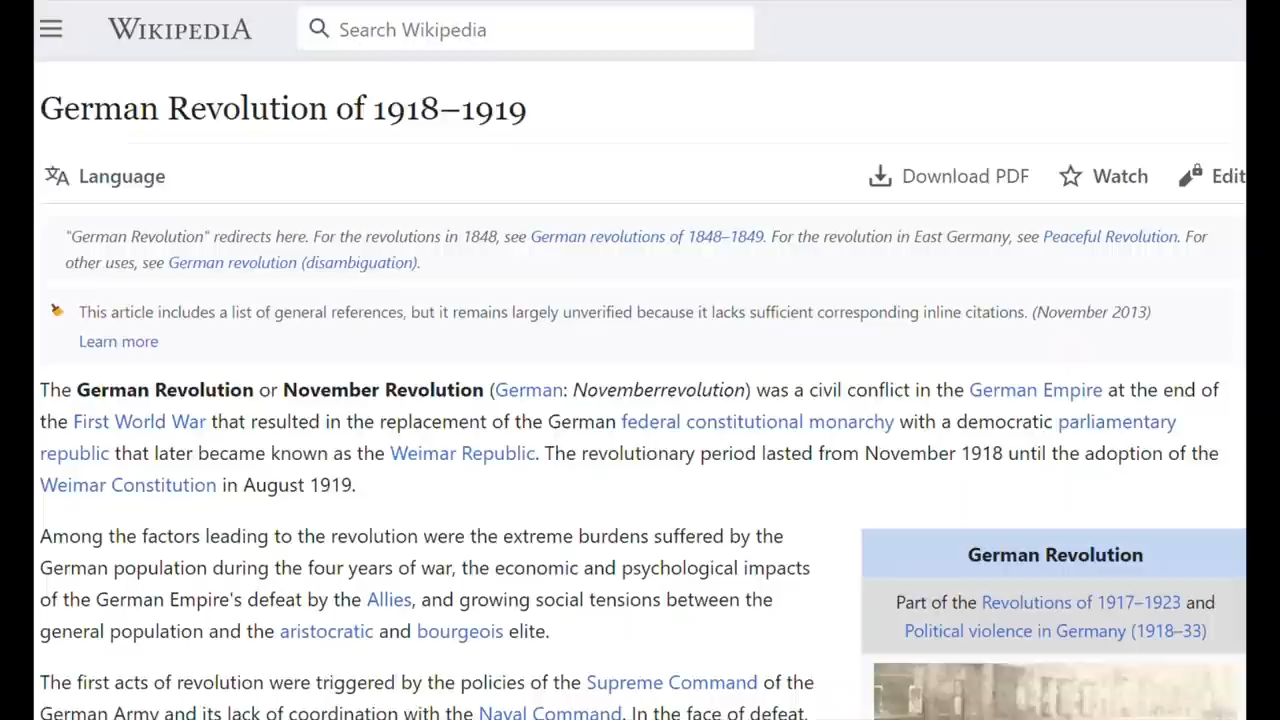 WIKIPEDIA
Search Wikipedia
German Revolution of 1918–1919
Language
Download PDF
Watch
Edit
"German Revolution" redirects here. For the revolutions in 1848, see German revolutions of 1848–1849. For the revolution in East Germany, see Peaceful Revolution. For
other uses, see German revolution (disambiguation).
This article includes a list of general references, but it remains largely unverified because it lacks sufficient corresponding inline citations. (November 2013)
Learn more
The German Revolution or November Revolution (German: Novemberrevolution) was a civil conflict in the German Empire at the end of
the First World War that resulted in the replacement of the German federal constitutional monarchy with a democratic parliamentary
republic that later became known as the Weimar Republic. The revolutionary period lasted from November 1918 until the adoption of the
Weimar Constitution in August 1919.
Among the factors leading to the revolution were the extreme burdens suffered by the
German population during the four years of war, the economic and psychological impacts
of the German Empire's defeat by the Allies, and growing social tensions between the
general population and the aristocratic and bourgeois elite.
The first acts of revolution were triggered by the policies of the Supreme Command of the
German Army and its lack of coordination with the Naval Command. In the face of defeat,
German Revolution
Part of the Revolutions of 1917–1923 and
Political violence in Germany (1918–33)